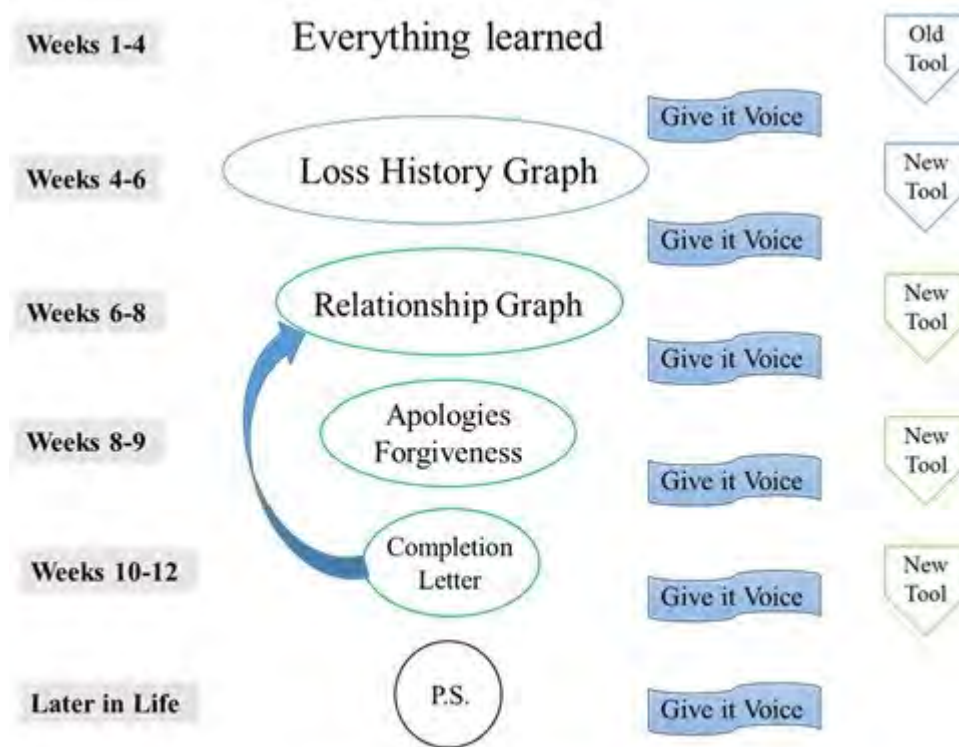 Weeks 1-4
Everything learned
Old
Tool
Give it Voice
Weeks 4-6
Loss History Graph
New
Tool
Give it Voice
Weeks 6-8
Relationship Graph
New
Tool
Give it Voice
Weeks 8-9
Apologies
Forgiveness
New
Tool
Give it Voice
Weeks 10-12
Completion
Letter
New
Tool
Give it Voice
Later in Life
P.S.
Give it Voice